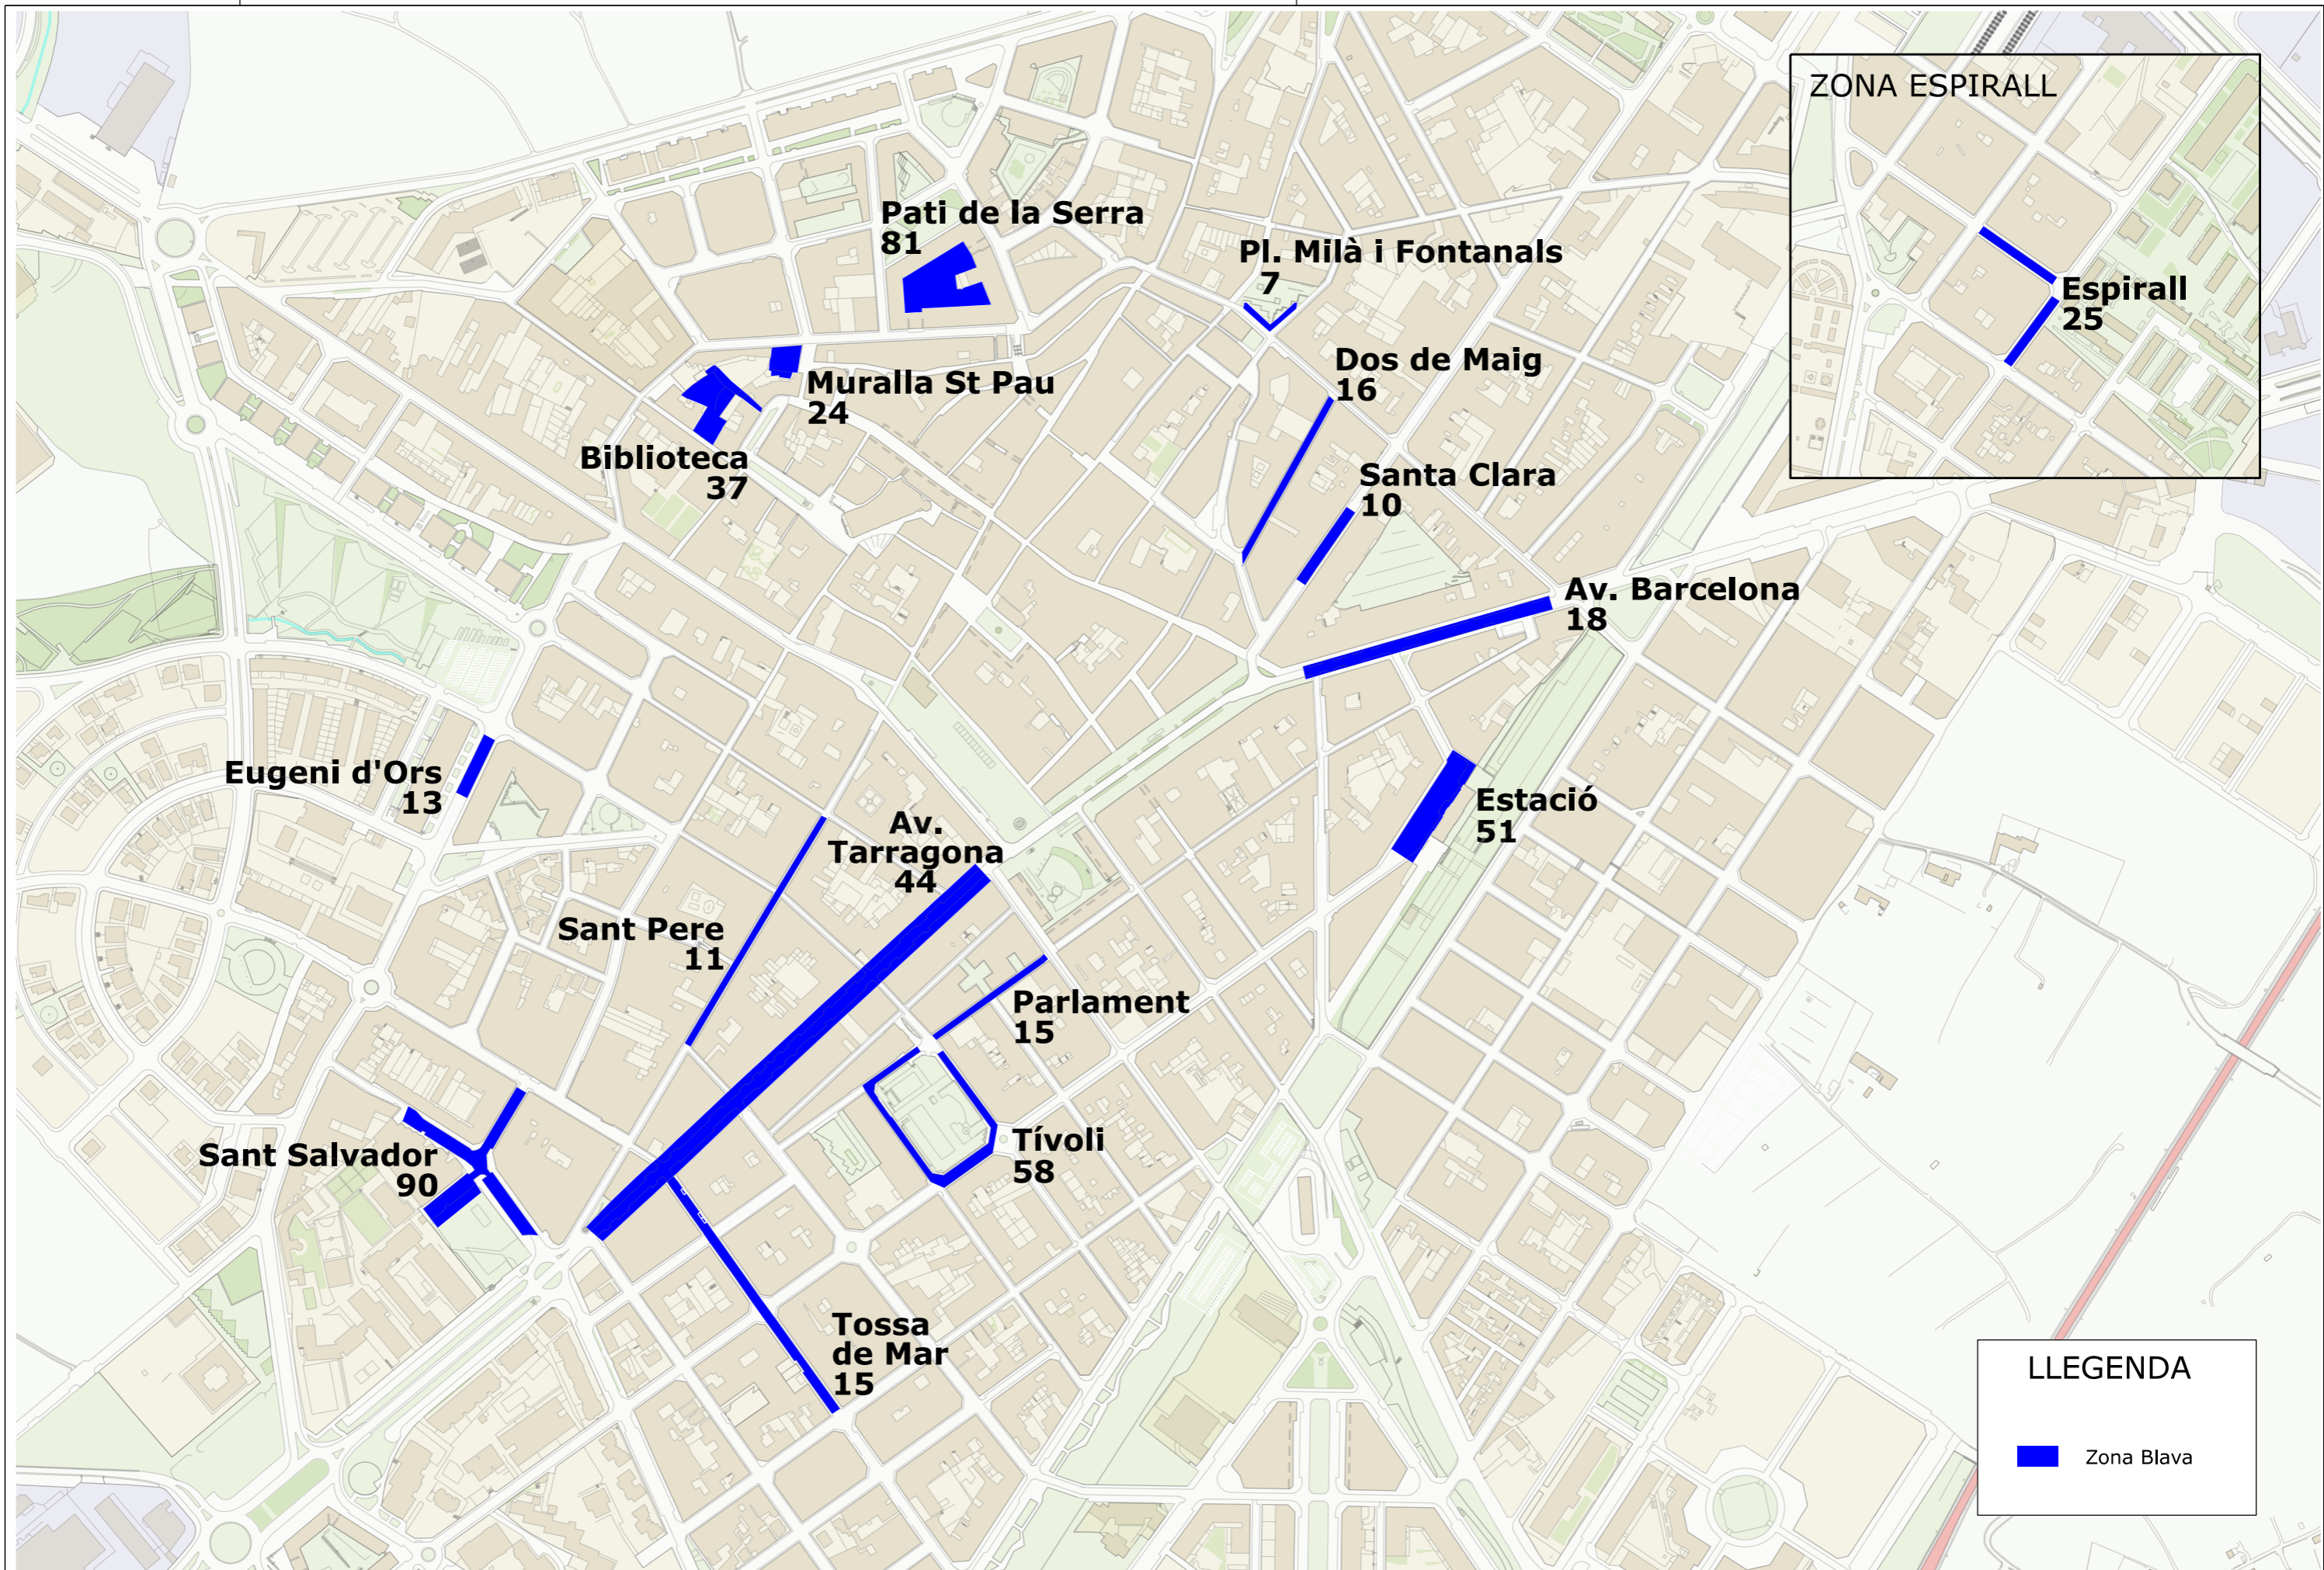 ZONA ESPIRALL
Pati de la Serra
81
Pl. Milà i Fontanals
7
Espirall
25
Dos de Maig
16
Muralla St Pau
24
Biblioteca
37
Santa Clara
10
Av. Barcelona
18
Eugeni d'Ors
13
Estació
51
Av.
Tarragona
44
Sant Pere
11
Parlament
15
Tívoli
58
Sant Salvador
90
Tossa
de Mar
15
LLEGENDA
Zona Blava